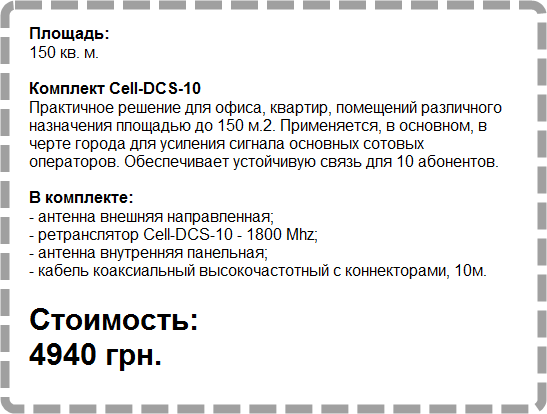 Площадь:
150 кв. м.
Комплект Cell-DCS-10
Практичное решение для офиса, квартир, помещений различного
назначения площадью до 150 м.2. Применяется, в основном, в
черте города для усиления сигнала основных сотовых
операторов. Обеспечивает устойчивую связь для 10 абонентов.
В комплекте:
- антенна внешняя направленная;
- ретранслятор Cell-DCS-10 - 1800 Mhz;
- антенна внутренняя панельная;
- кабель коаксиальный высокочастотный с коннекторами, 10м.
Стоимость:
4940 грн.